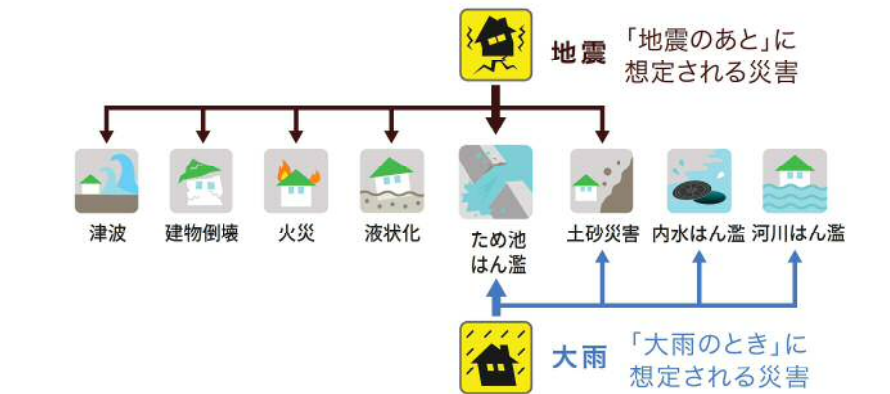 地震
「地震のあと」に
想定される災害
津波
建物倒壊
火災
液状化
ため池
はん濫
土砂災害
内水はん濫
河川はん濫
大雨
「大雨のとき」に
想定される災害